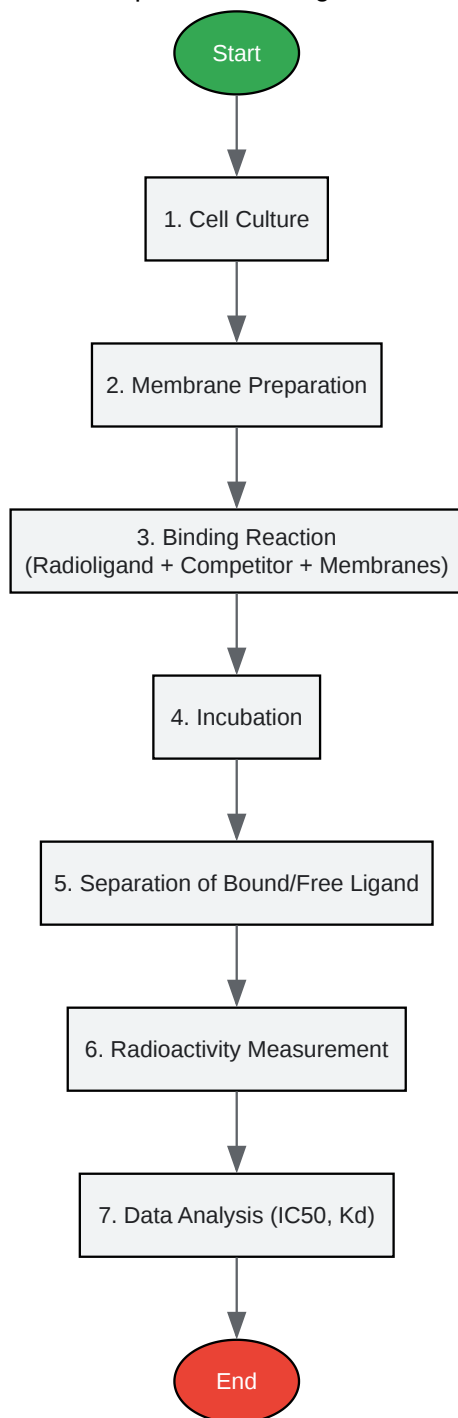 Start
1. Cell Culture
2. Membrane Preparation
3. Binding Reaction
(Radioligand + Competitor + Membranes)
4. Incubation
5. Separation of Bound/Free Ligand
6. Radioactivity Measurement
7. Data Analysis (IC50, Kd)
End